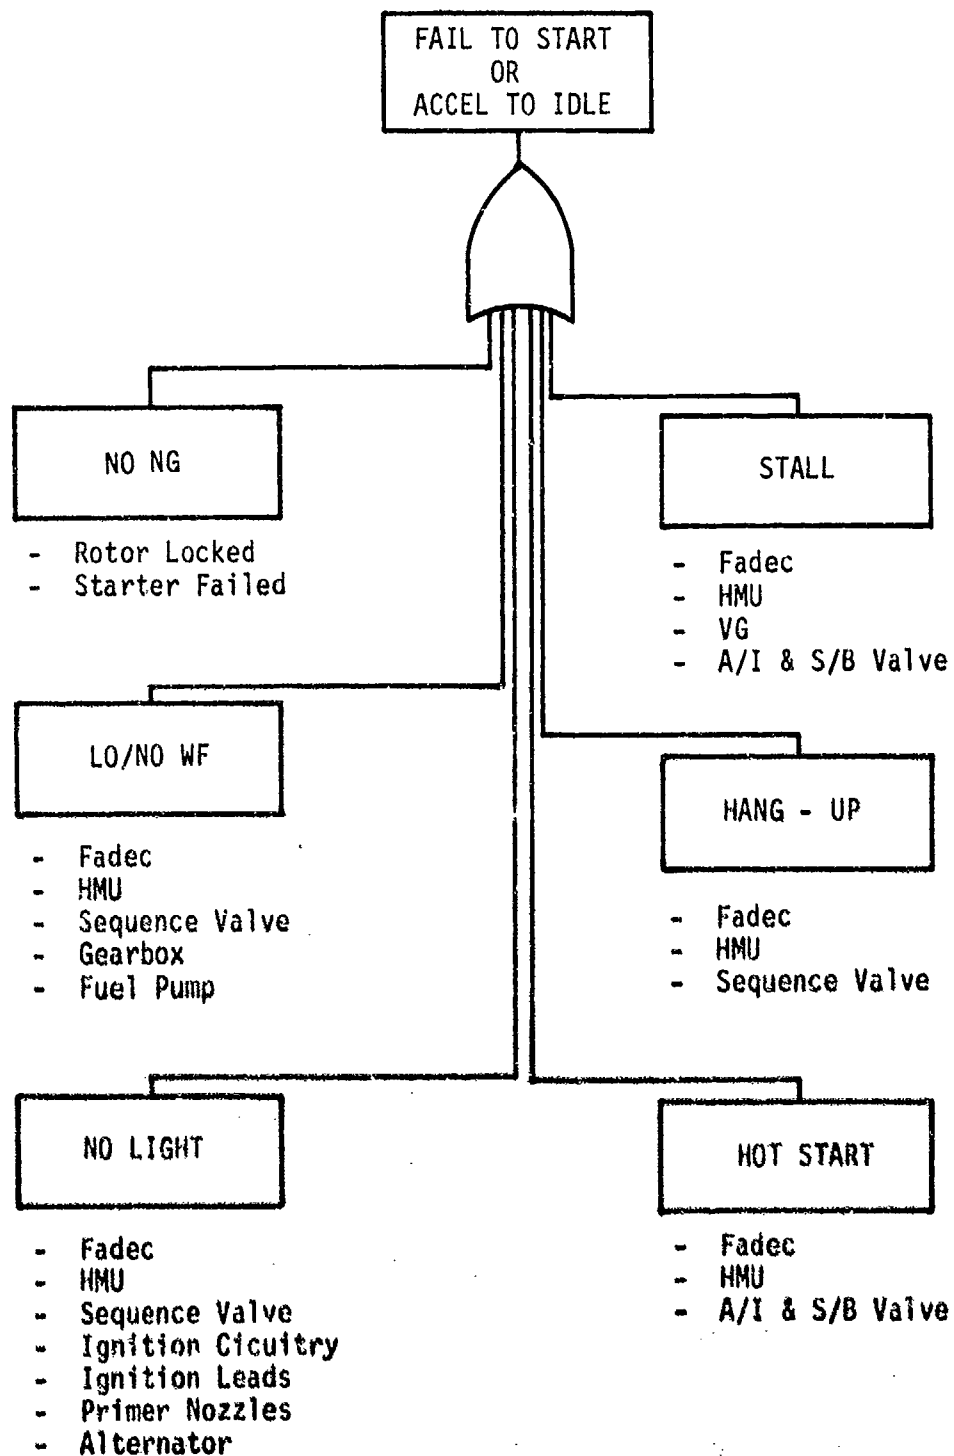 FAIL TO START
OR
ACCEL TO IDLE
NO NG
- Rotor Locked
- Starter Failed
LO/NO WF
- Fadec
- HMU
- Sequence Valve
- Gearbox
- Fuel Pump
NO LIGHT
- Fadec
- HMU
- Sequence Valve
- Ignition Cicuitry
- Ignition Leads
- Primer Nozzles
- Alternator
STALL
- Fadec
- HMU
- VG
- A/I & S/B Valve
HANG - UP
- Fadec
- HMU
- Sequence Valve
HOT START
- Fadec
- HMU
- A/I & S/B Valve